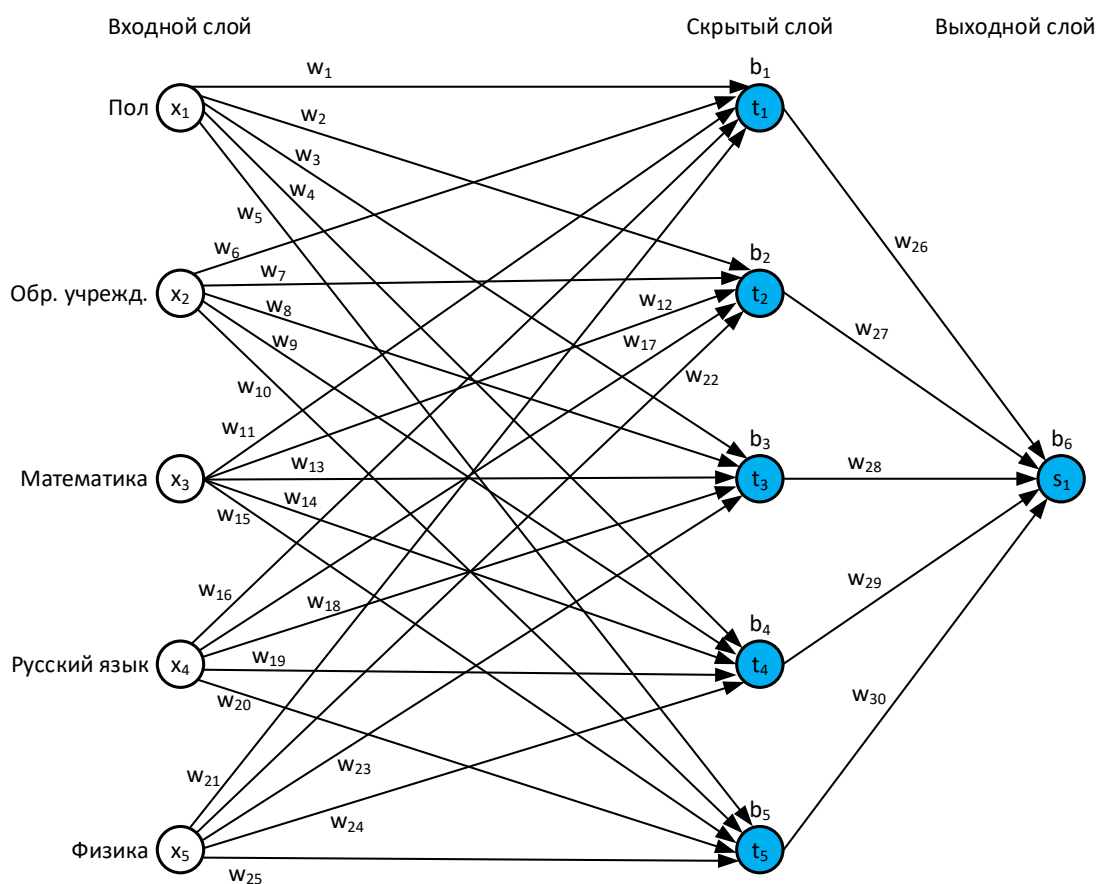 Входной слой
Скрытый слой
Выходной слой
w₁
b₁
Пол
x₁
t₁
w₂
w₃
w₄
w₅
w₆
w₂₆
b₂
w₇
Обр. учрежд.
x₂
t₂
w₈
w₁₂
w₂₇
w₉
w₁₇
w₂₂
w₁₀
w₁₁
b₃
b₆
w₁₃
w₂₈
Математика
x₃
t₃
s₁
w₁₄
w₁₅
w₂₉
w₁₆
w₁₈
b₄
w₁₉
Русский язык
x₄
t₄
w₂₀
w₃₀
w₂₃
w₂₁
b₅
w₂₄
Физика
x₅
t₅
w₂₅